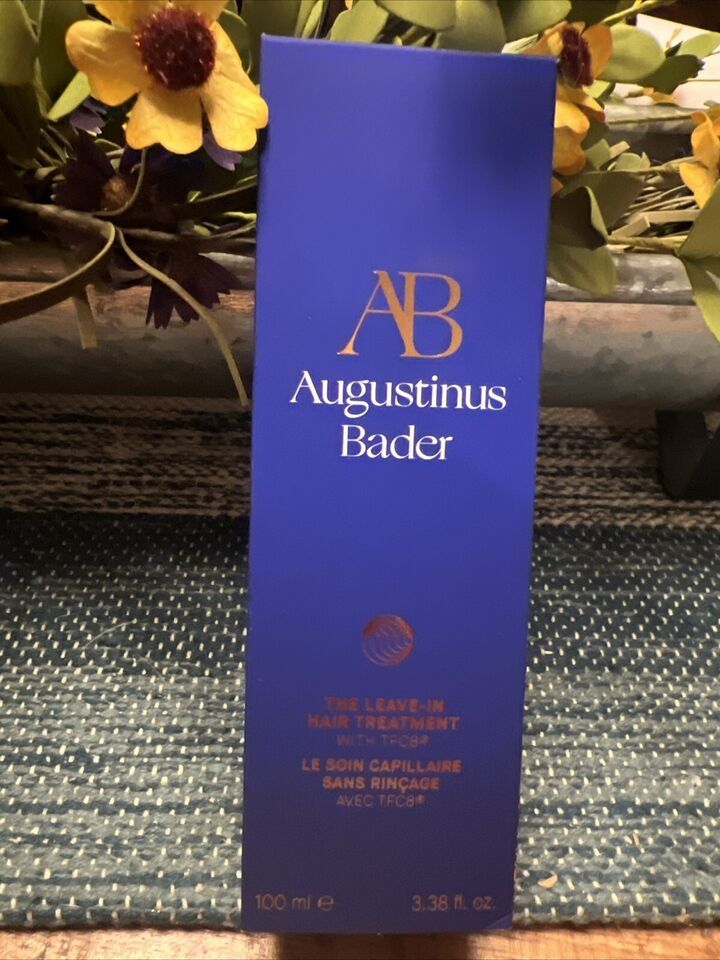 AB
Augustinus
Bader
THE LEAVE-IN
HAIR TREATMENT
WITH TFC8®
LE SOIN CAPILLAIRE
SANS RINÇAGE
AVEC TFC8®
100 ml ℮
3.38 fl. oz.